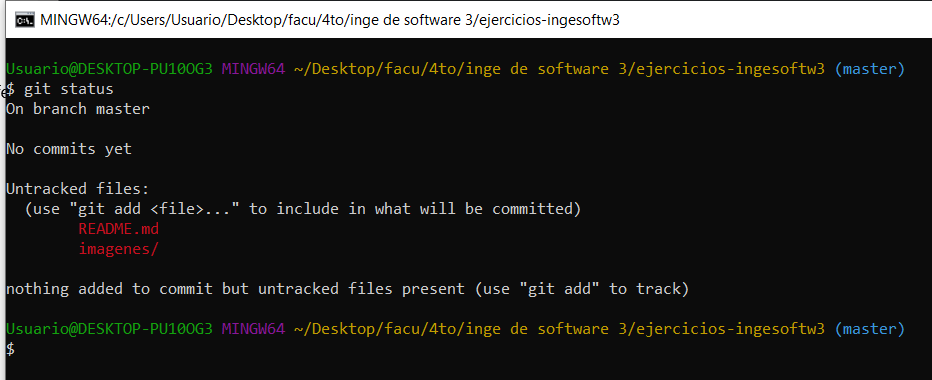 MINGW64:/c/Users/Usuario/Desktop/facu/4to/inge de software 3/ejercicios-ingesoftw3
Usuario@DESKTOP-PU10OG3 MINGW64 ~/Desktop/facu/4to/inge de software 3/ejercicios-ingesoftw3 (master)
$ git status
On branch master
No commits yet
Untracked files:
  (use "git add <file>..." to include in what will be committed)
        README.md
        imagenes/
nothing added to commit but untracked files present (use "git add" to track)
Usuario@DESKTOP-PU10OG3 MINGW64 ~/Desktop/facu/4to/inge de software 3/ejercicios-ingesoftw3 (master)
$